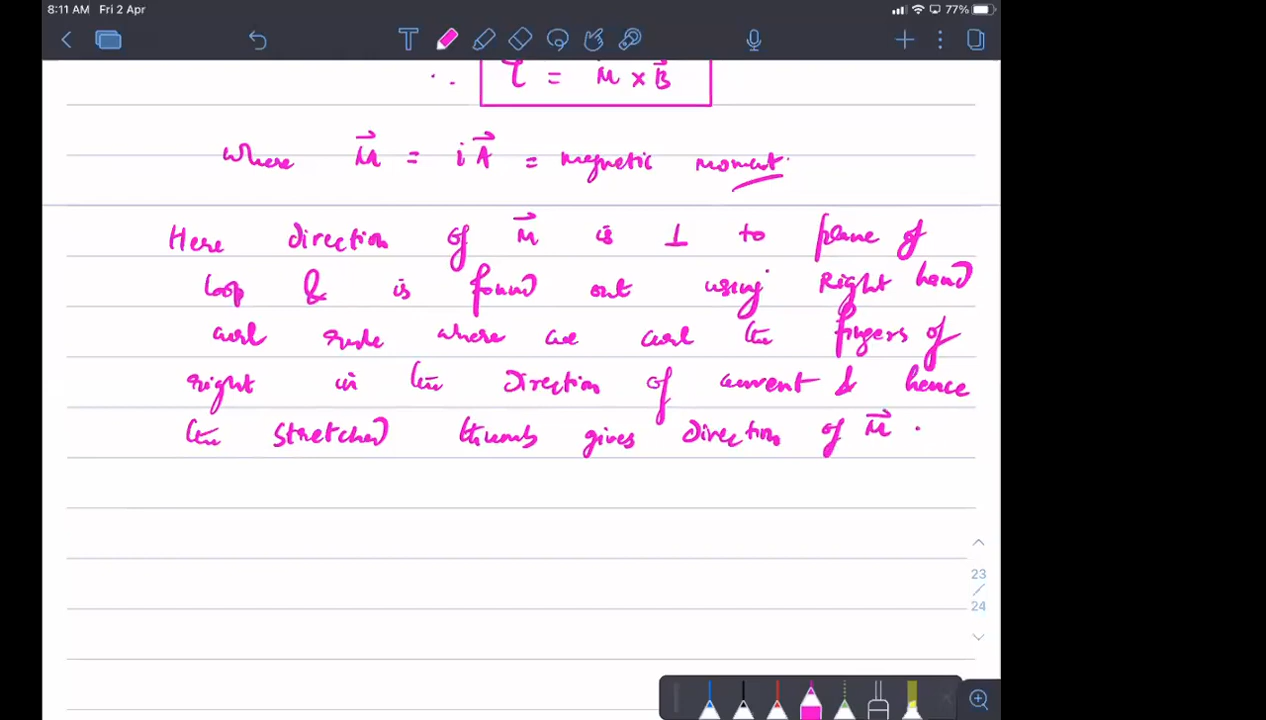 8:11 AM Fri 2 Apr
77%
T
∴ τ = M × B⃗
where M⃗ = iA⃗ = magnetic moment.
Here direction of M⃗ is ⊥ to plane of
loop & is found out using Right hand
curl rule where we curl the fingers of
right in the direction of current & hence
the stretched thumb gives direction of M⃗.
23
/
24